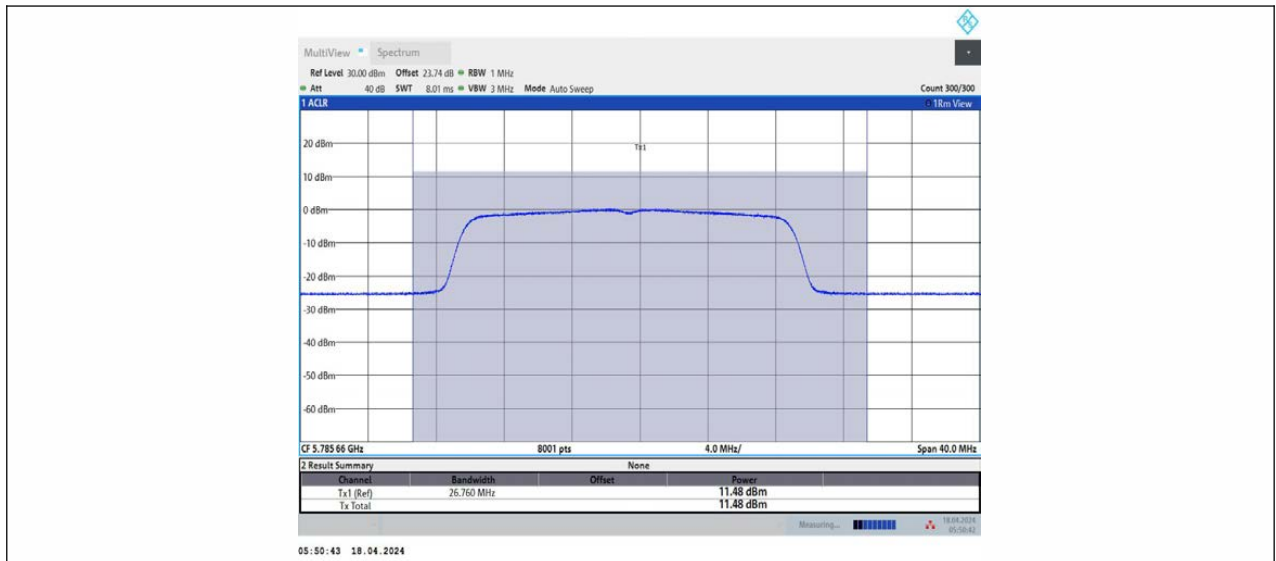 MultiView Spectrum
Ref Level 30.00 dBm Offset 23.74 dB RBW 1 MHz
Att 40 dB SWT 8.01 ms VBW 3 MHz Mode Auto Sweep Count 300/300
1 ACLR 1Rm View
20 dBm
Tx1
10 dBm
0 dBm
-10 dBm
-20 dBm
-30 dBm
-40 dBm
-50 dBm
-60 dBm
CF 5.785 66 GHz 8001 pts 4.0 MHz/ Span 40.0 MHz
2 Result Summary None
Channel Bandwidth Offset Power
Tx1 (Ref) 26.760 MHz 11.48 dBm
Tx Total 11.48 dBm
Measuring... 18.04.2024
05:50:42
05:50:43 18.04.2024